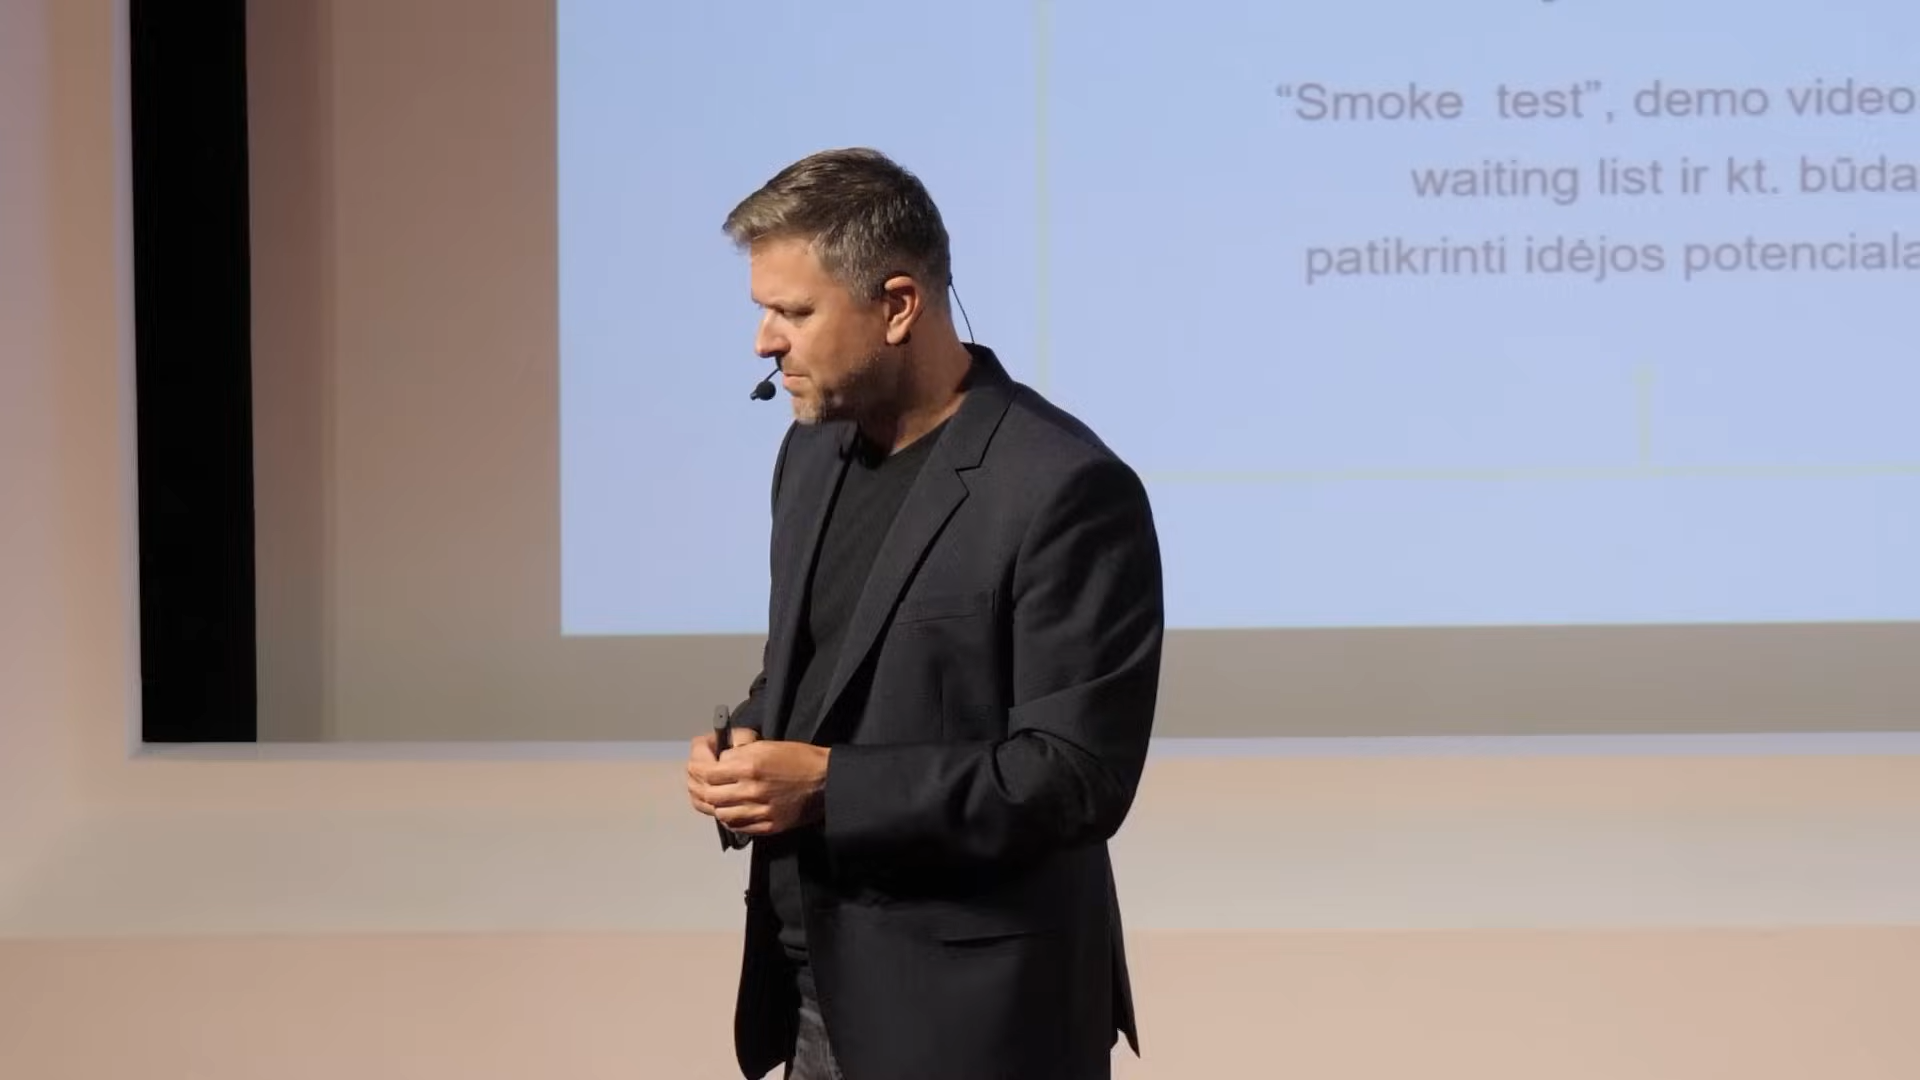 “Smoke test”, demo video
waiting list ir kt. būda
patikrinti idėjos potenciala